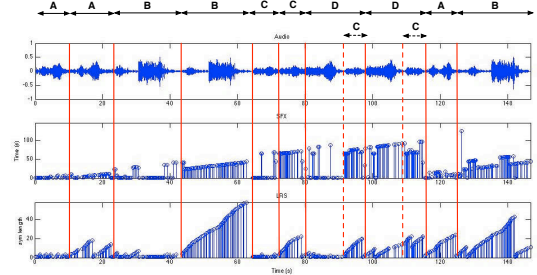 A A B B C C D D A B
C C
Audio
1
0.5
0
-0.5
-1
0 20 40 60 80 100 120 140
SFX
Time (s)
100
50
0
0 20 40 60 80 100 120 140
LRS
sym length
40
20
0
0 20 40 60 80 100 120 140
Time [s]